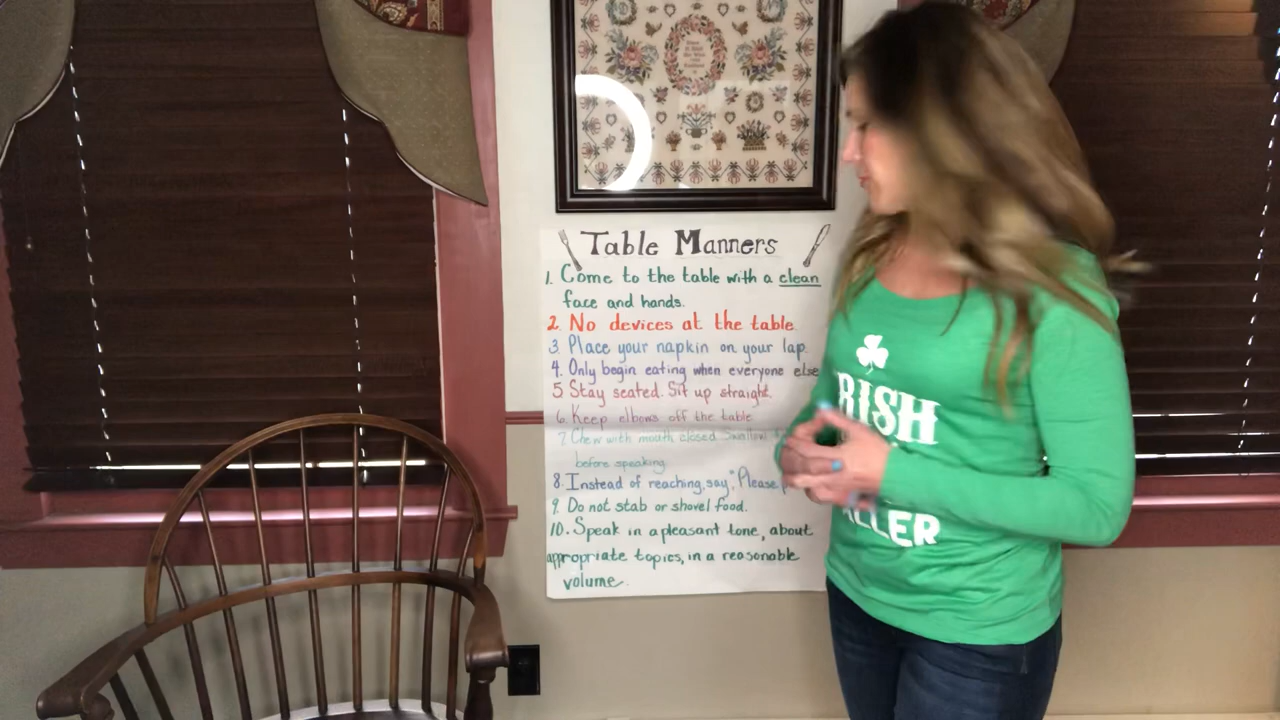 Table Manners
1. Come to the table with a clean
face and hands.
2. No devices at the table.
3. Place your napkin on your lap.
4. Only begin eating when everyone else
5 Stay seated. Sit up straight.
6. Keep elbows off the table
7. Chew with mouth closed. Swallow
before speaking.
8. Instead of reaching, say, "Please
9. Do not stab or shovel food.
10. Speak in a pleasant tone, about
appropriate topics, in a reasonable
volume.
IRISH